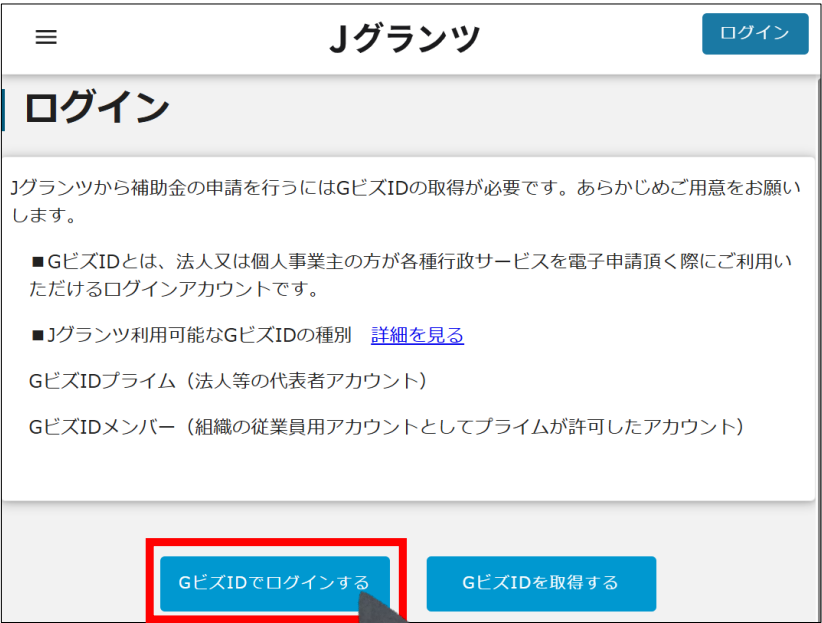 Jグランツ
ログイン
ログイン
Jグランツから補助金の申請を行うにはGビズIDの取得が必要です。あらかじめご用意をお願い
します。
■GビズIDとは、法人又は個人事業主の方が各種行政サービスを電子申請頂く際にご利用い
ただけるログインアカウントです。
■Jグランツ利用可能なGビズIDの種別　詳細を見る
GビズIDプライム（法人等の代表者アカウント）
GビズIDメンバー（組織の従業員用アカウントとしてプライムが許可したアカウント）
GビズIDでログインする
GビズIDを取得する